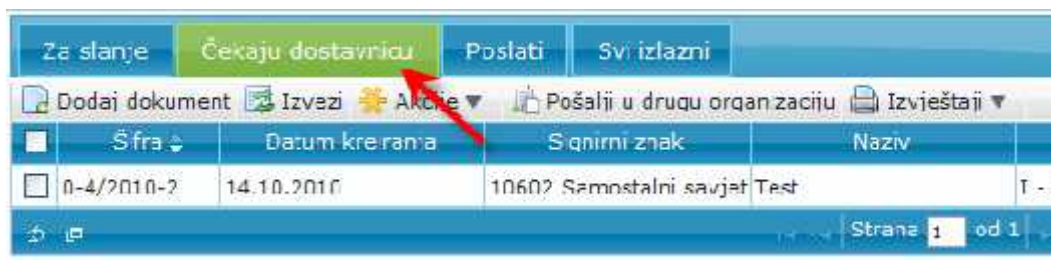 Za slanje Čekaju dostavnicu Poslati Svi izlazni
Dodaj dokument Izvezi Akcije Pošalji u drugu organizaciju Izvještaji
Šifra Datum kreiranja Signirni znak Naziv
0-4/2010-2 14.10.2010 10602 Samostalni savjet Test I -
Strana 1 od 1